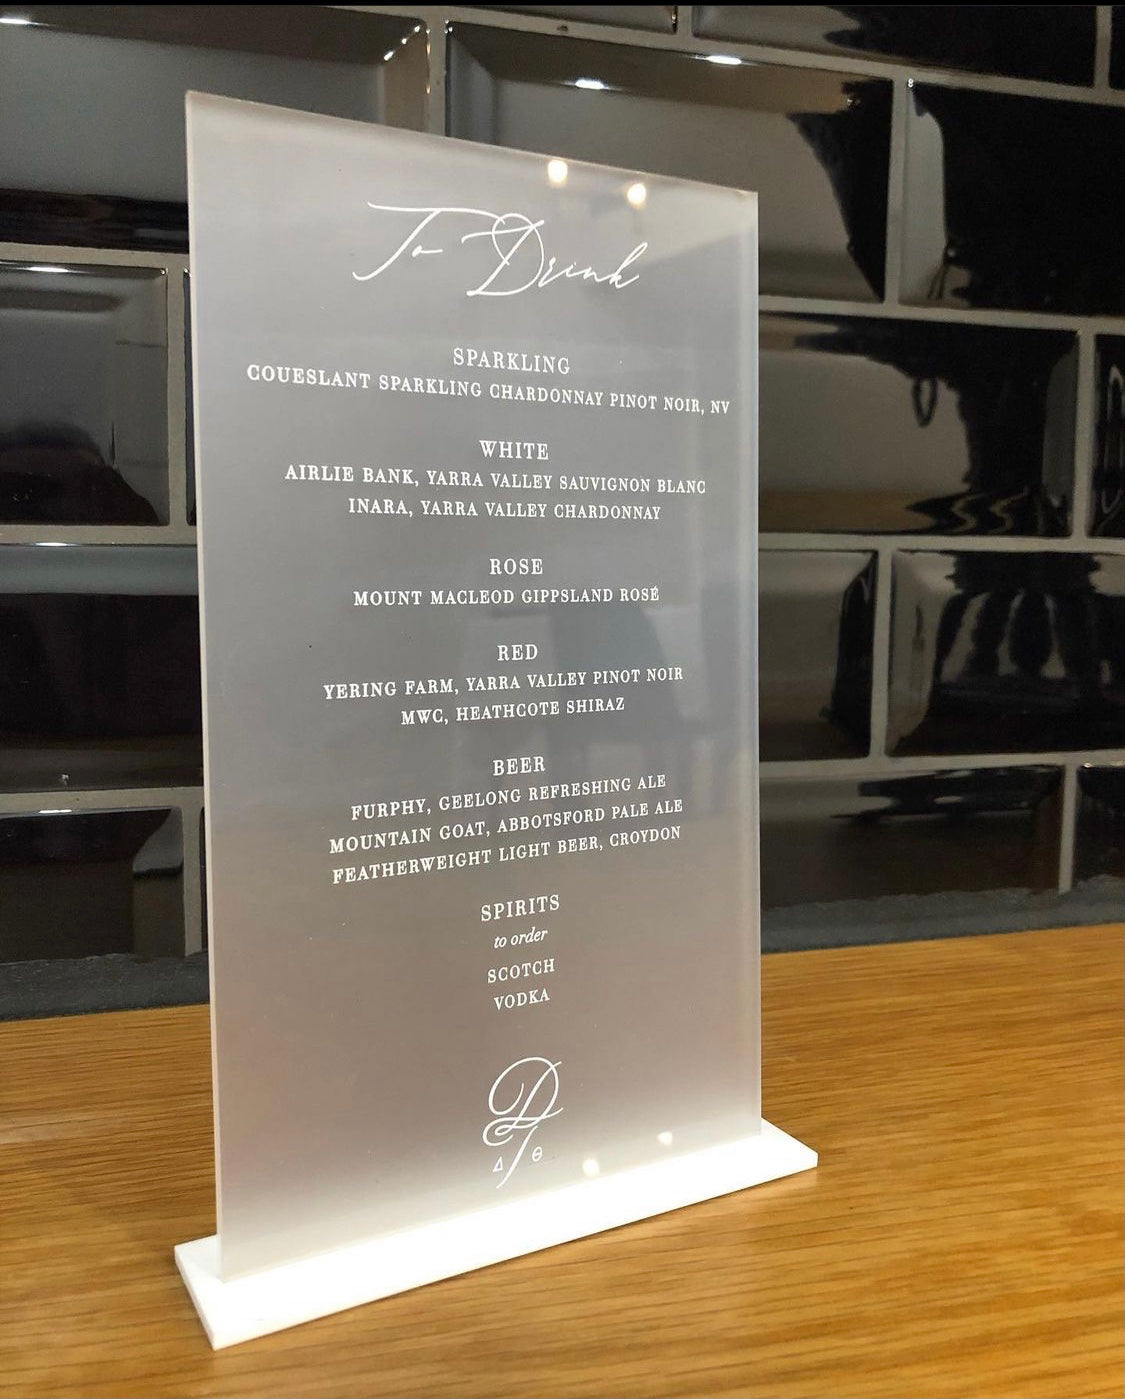 To Drink
SPARKLING
COUESLANT SPARKLING CHARDONNAY PINOT NOIR, NV
WHITE
AIRLIE BANK, YARRA VALLEY SAUVIGNON BLANC
INARA, YARRA VALLEY CHARDONNAY
ROSE
MOUNT MACLEOD GIPPSLAND ROSÉ
RED
YERING FARM, YARRA VALLEY PINOT NOIR
MWC, HEATHCOTE SHIRAZ
BEER
FURPHY, GEELONG REFRESHING ALE
MOUNTAIN GOAT, ABBOTSFORD PALE ALE
FEATHERWEIGHT LIGHT BEER, CROYDON
SPIRITS
to order
SCOTCH
VODKA
D
Δ J Θ